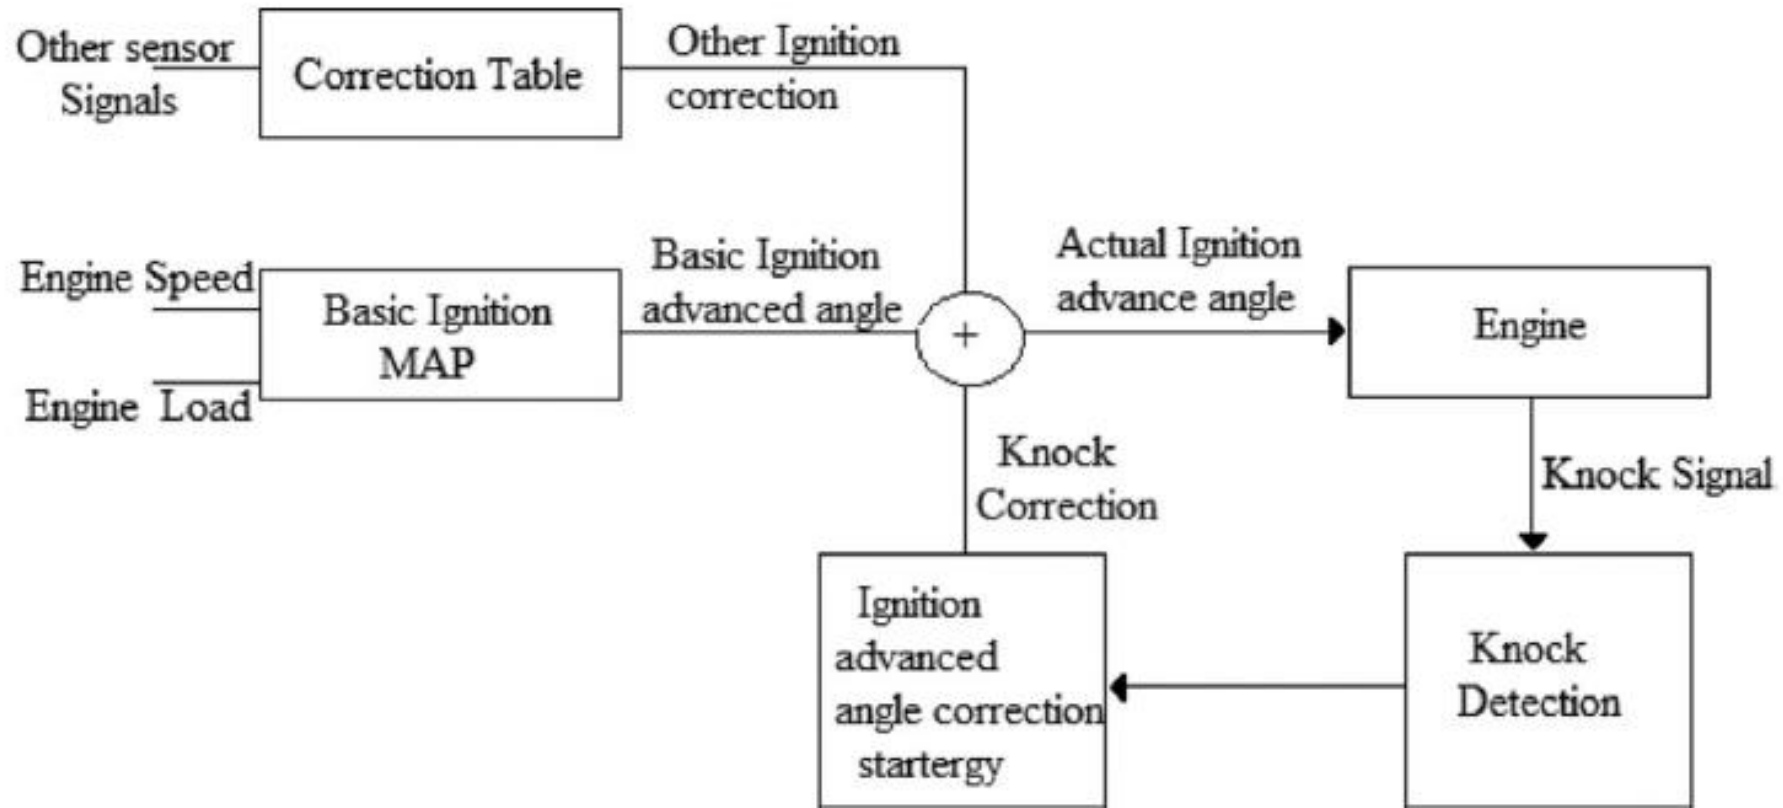 Other sensor
Signals
Correction Table
Other Ignition
correction
Engine Speed
Engine Load
Basic Ignition
MAP
Basic Ignition
advanced angle
+
Actual Ignition
advance angle
Engine
Knock
Correction
Knock Signal
Ignition
advanced
angle correction
startergy
Knock
Detection